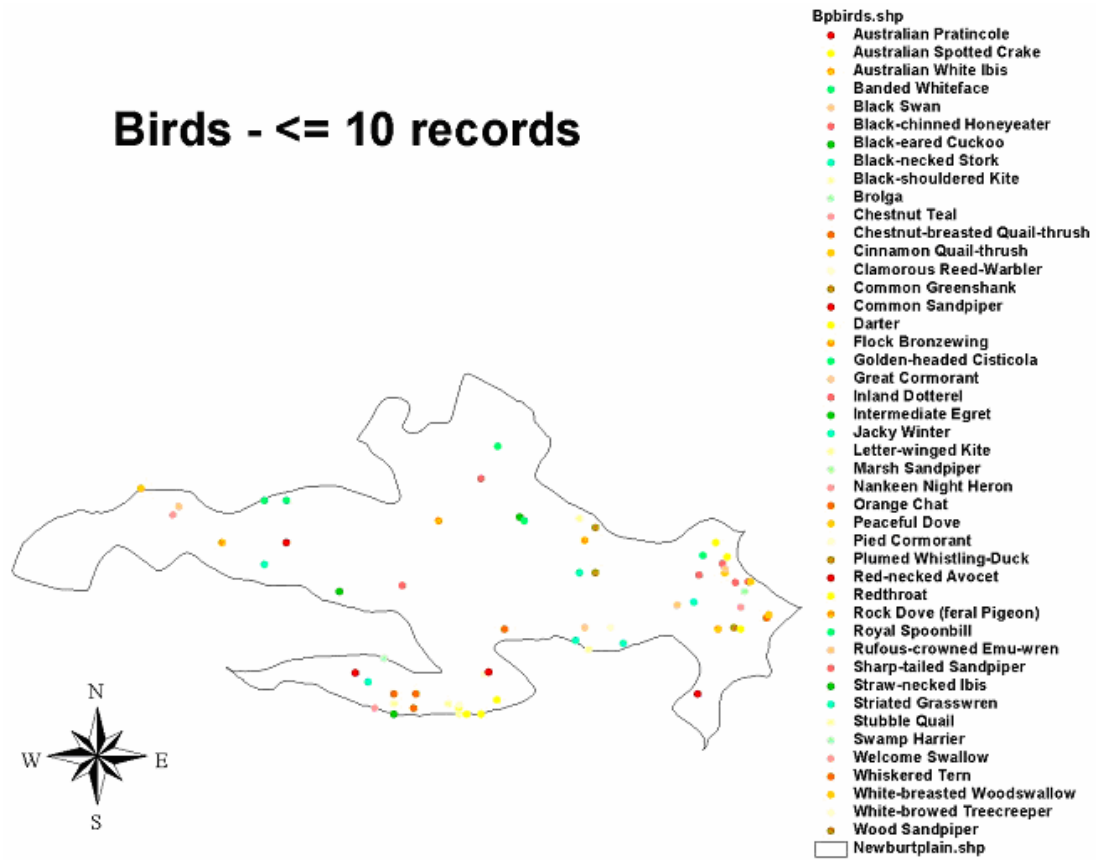 Bpbirds.shp
Australian Pratincole
Australian Spotted Crake
Australian White Ibis
Banded Whiteface
Black Swan
Black-chinned Honeyeater
Black-eared Cuckoo
Black-necked Stork
Black-shouldered Kite
Brolga
Chestnut Teal
Chestnut-breasted Quail-thrush
Cinnamon Quail-thrush
Clamorous Reed-Warbler
Common Greenshank
Common Sandpiper
Darter
Flock Bronzewing
Golden-headed Cisticola
Great Cormorant
Inland Dotterel
Intermediate Egret
Jacky Winter
Letter-winged Kite
Marsh Sandpiper
Nankeen Night Heron
Orange Chat
Peaceful Dove
Pied Cormorant
Plumed Whistling-Duck
Red-necked Avocet
Redthroat
Rock Dove (feral Pigeon)
Royal Spoonbill
Rufous-crowned Emu-wren
Sharp-tailed Sandpiper
Straw-necked Ibis
Striated Grasswren
Stubble Quail
Swamp Harrier
Welcome Swallow
Whiskered Tern
White-breasted Woodswallow
White-browed Treecreeper
Wood Sandpiper
Newburtplain.shp
Birds - <= 10 records
N
W E
S